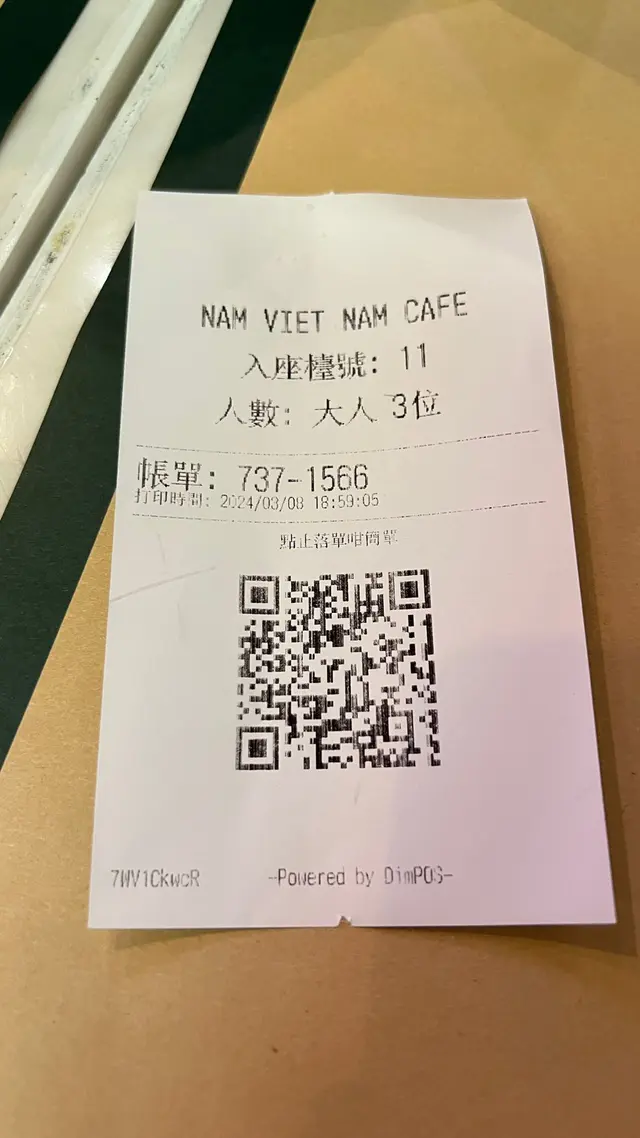 NAM VIET NAM CAFE
入座檯號: 11
人數: 大人 3位
帳單: 737-1566
打印時間: 2024/03/08 18:59:05
點止落單咁簡單
7WV1CkwcR
-Powered by DimPOS-